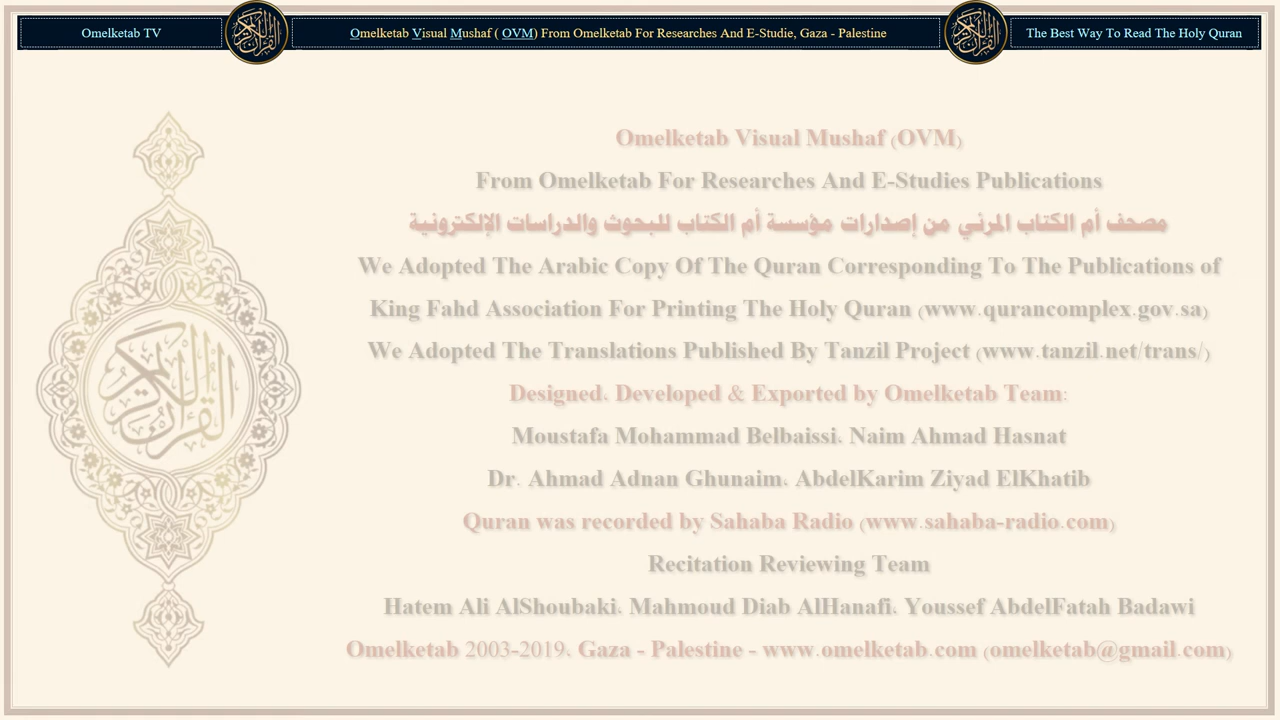 Omelketab TV
Omelketab Visual Mushaf ( OVM) From Omelketab For Researches And E-Studie, Gaza - Palestine
The Best Way To Read The Holy Quran
Omelketab Visual Mushaf (OVM)
From Omelketab For Researches And E-Studies Publications
مصحف أم الكتاب المرئي من إصدارات مؤسسة أم الكتاب للبحوث والدراسات الإلكترونية
We Adopted The Arabic Copy Of The Quran Corresponding To The Publications of
King Fahd Association For Printing The Holy Quran (www.qurancomplex.gov.sa)
We Adopted The Translations Published By Tanzil Project (www.tanzil.net/trans/)
Designed، Developed & Exported by Omelketab Team:
Moustafa Mohammad Belbaissi، Naim Ahmad Hasnat
Dr. Ahmad Adnan Ghunaim، AbdelKarim Ziyad ElKhatib
Quran was recorded by Sahaba Radio (www.sahaba-radio.com)
Recitation Reviewing Team
Hatem Ali AlShoubaki، Mahmoud Diab AlHanafi، Youssef AbdelFatah Badawi
Omelketab 2003-2019، Gaza - Palestine - www.omelketab.com (omelketab@gmail.com)
القرآن الكريم